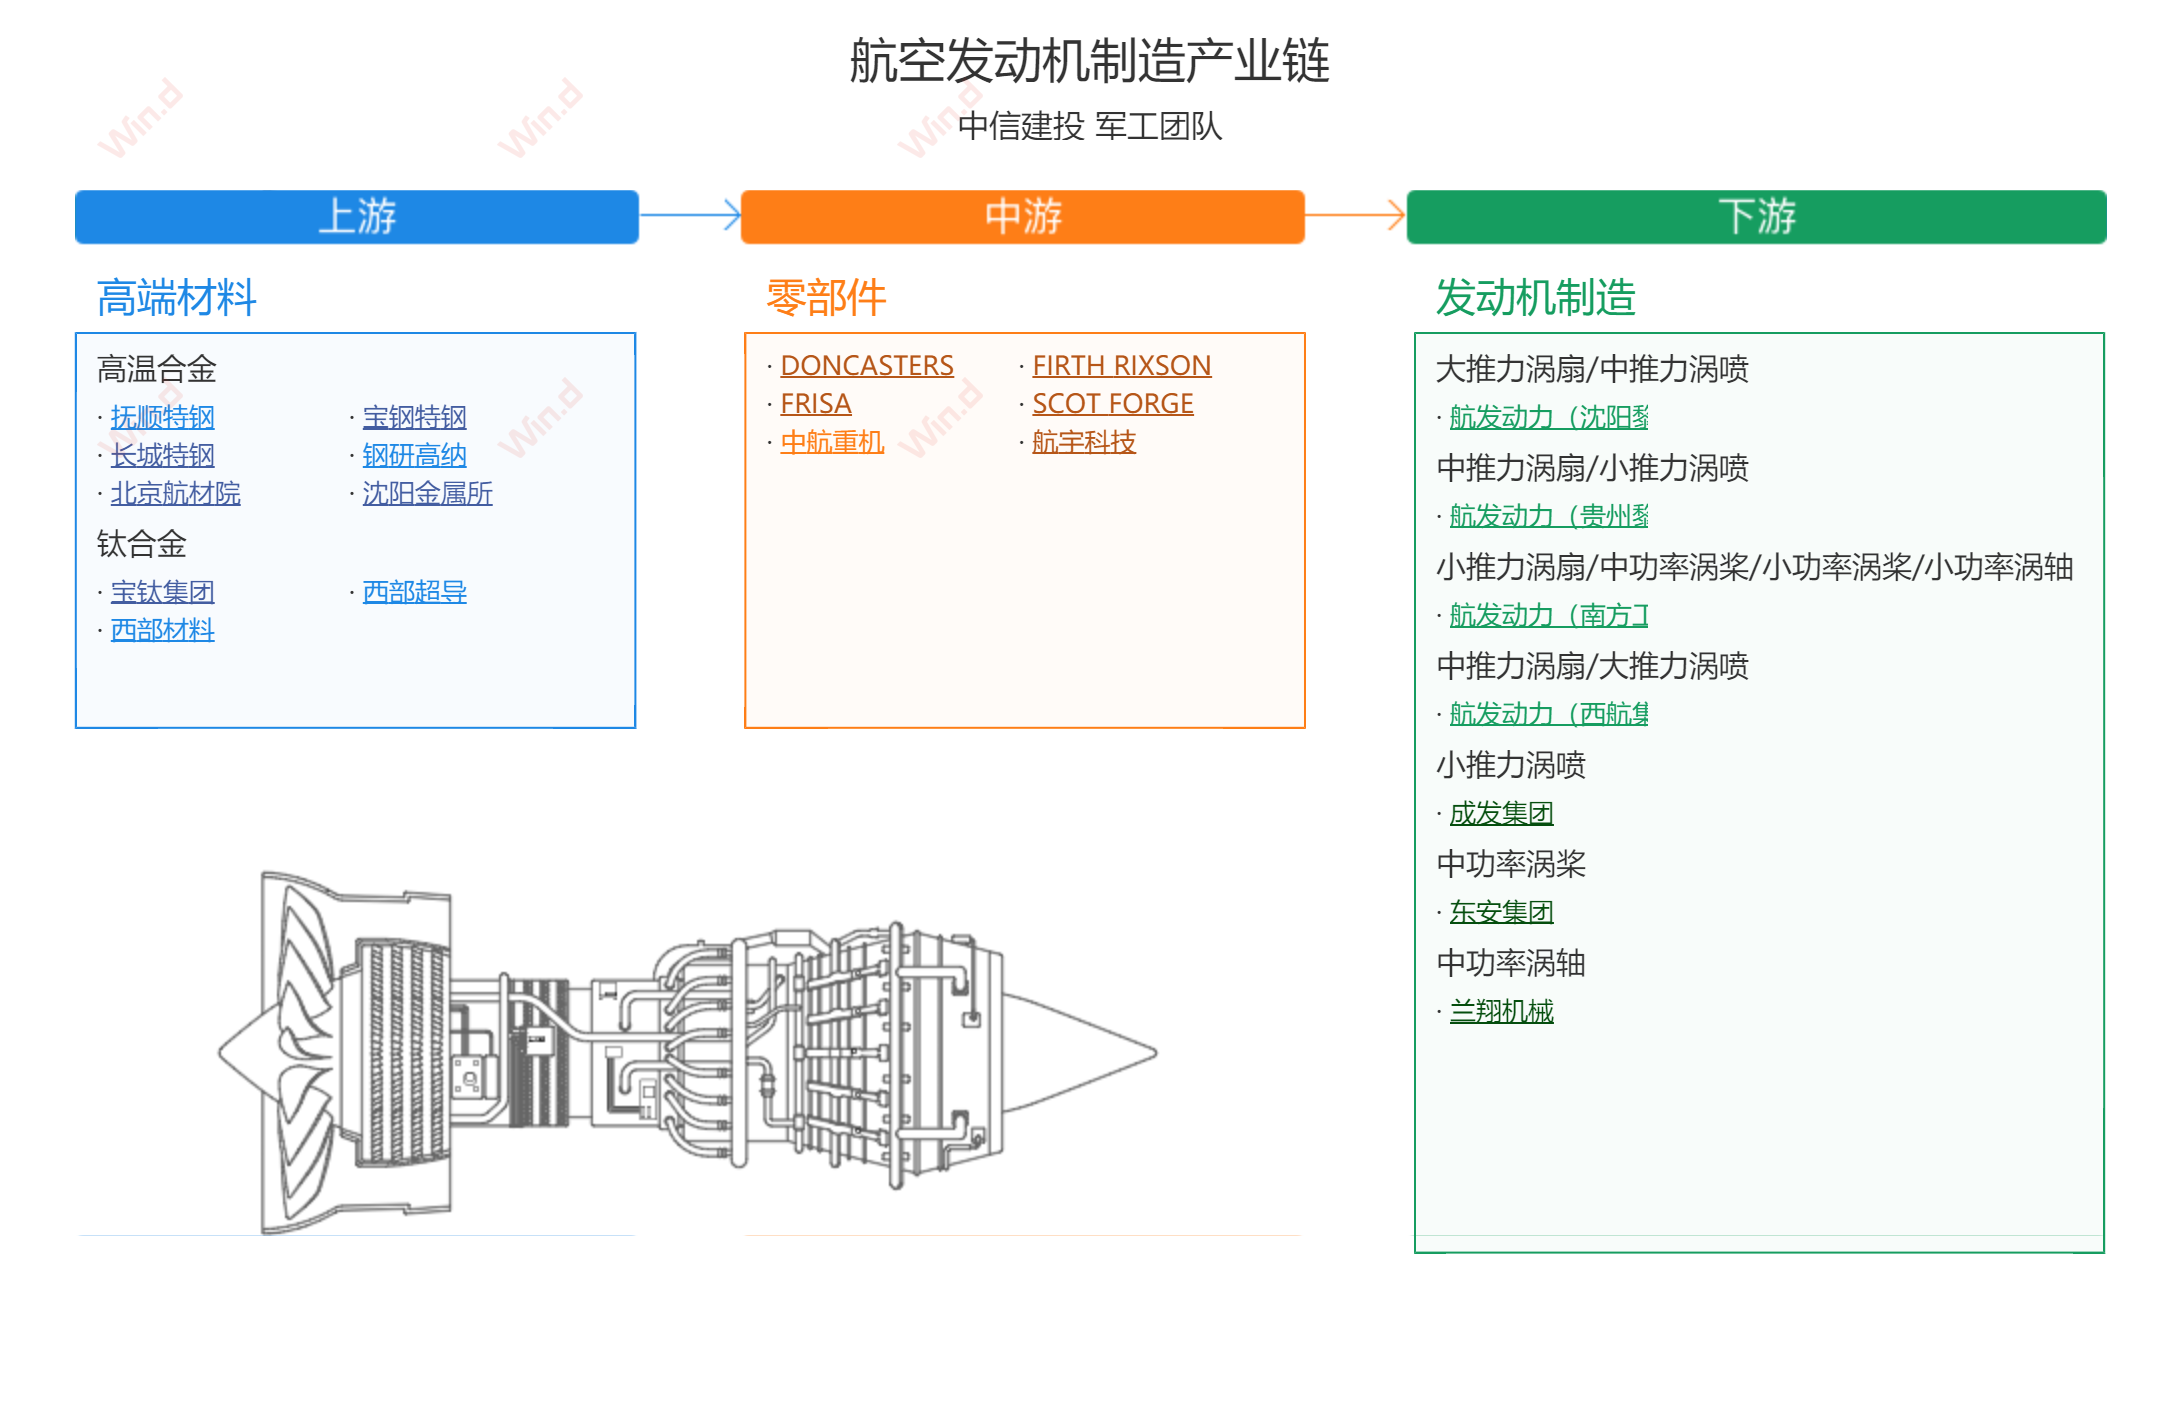 航空发动机制造产业链
中信建投 军工团队
上游
中游
下游
高端材料
高温合金
· 抚顺特钢 · 宝钢特钢
· 长城特钢 · 钢研高纳
· 北京航材院 · 沈阳金属所
钛合金
· 宝钛集团 · 西部超导
· 西部材料
零部件
· DONCASTERS · FIRTH RIXSON
· FRISA · SCOT FORGE
· 中航重机 · 航宇科技
发动机制造
大推力涡扇/中推力涡喷
· 航发动力（沈阳黎
中推力涡扇/小推力涡喷
· 航发动力（贵州黎
小推力涡扇/中功率涡桨/小功率涡桨/小功率涡轴
· 航发动力（南方工
中推力涡扇/大推力涡喷
· 航发动力（西航集
小推力涡喷
· 成发集团
中功率涡桨
· 东安集团
中功率涡轴
· 兰翔机械
Win.d
Win.d
Win.d
Win.d
Win.d
Win.d